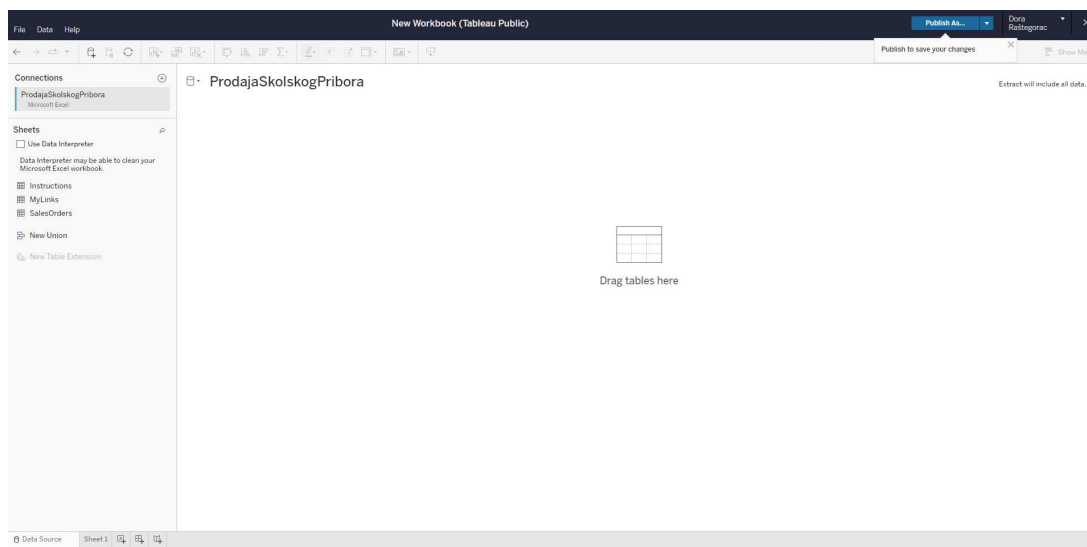 New Workbook (Tableau Public)
File Data Help
Publish As...
Dora
Raštegorac
Publish to save your changes
Show Me
Connections
ProdajaSkolskogPribora
Microsoft Excel
ProdajaSkolskogPribora
Extract will include all data.
Sheets
Use Data Interpreter
Data Interpreter may be able to clean your
Microsoft Excel workbook.
Instructions
MyLinks
SalesOrders
New Union
New Table Extension
Drag tables here
Data Source Sheet 1